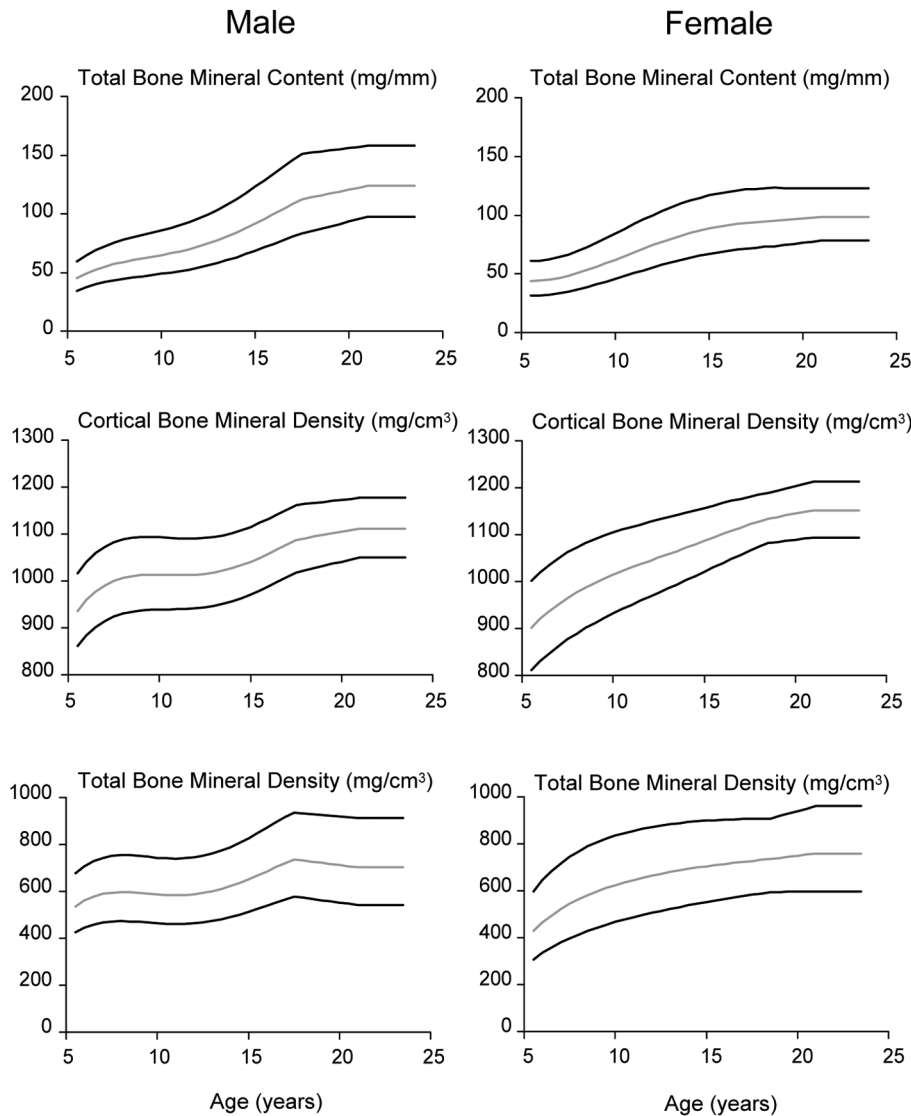 Male
Female
Total Bone Mineral Content (mg/mm)
200
150
100
50
0
5 10 15 20 25
Total Bone Mineral Content (mg/mm)
200
150
100
50
0
5 10 15 20 25
Cortical Bone Mineral Density (mg/cm³)
1300
1200
1100
1000
900
800
5 10 15 20 25
Cortical Bone Mineral Density (mg/cm³)
1300
1200
1100
1000
900
800
5 10 15 20 25
Total Bone Mineral Density (mg/cm³)
1000
800
600
400
200
0
5 10 15 20 25
Age (years)
Total Bone Mineral Density (mg/cm³)
1000
800
600
400
200
0
5 10 15 20 25
Age (years)